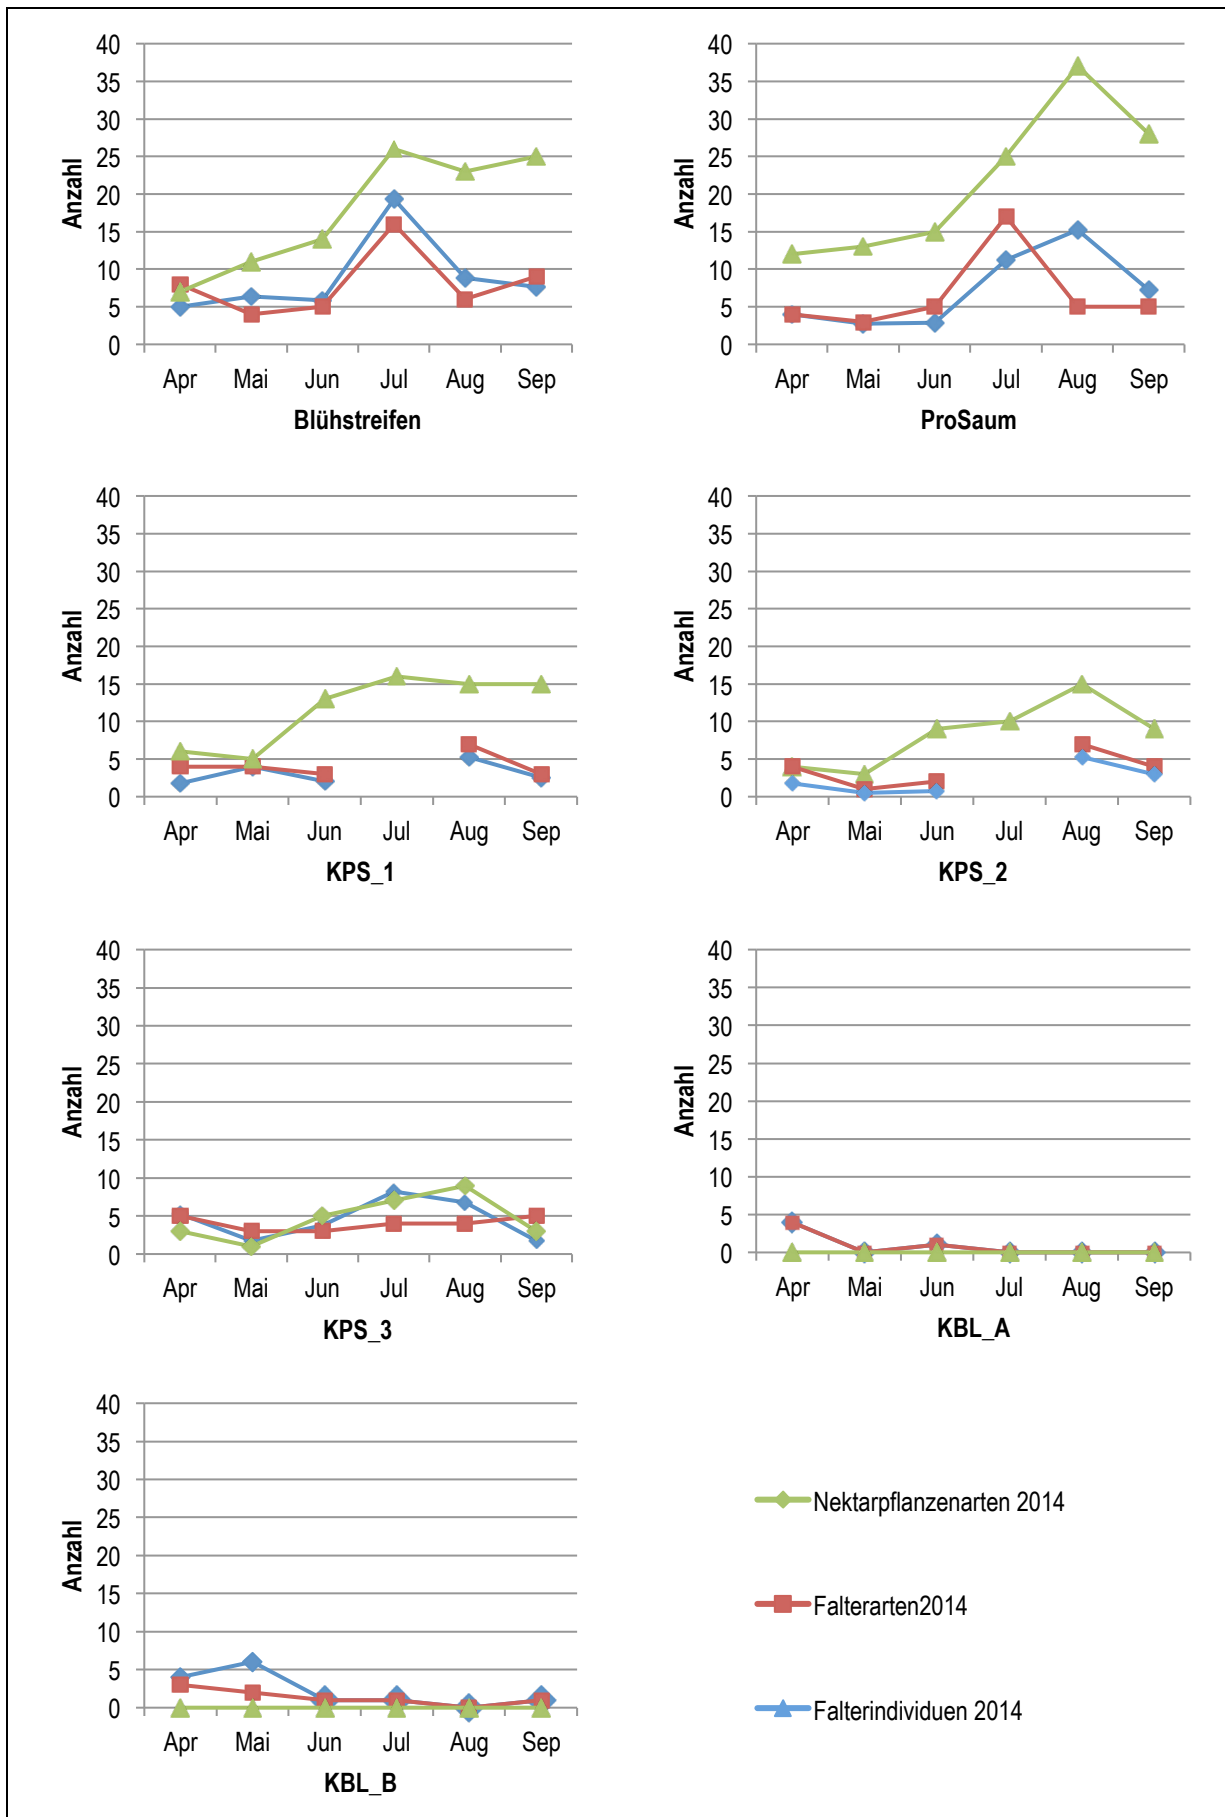 40
35
30
25
20
15
10
5
0
Anzahl
Apr Mai Jun Jul Aug Sep
Blühstreifen
40
35
30
25
20
15
10
5
0
Anzahl
Apr Mai Jun Jul Aug Sep
ProSaum
40
35
30
25
20
15
10
5
0
Anzahl
Apr Mai Jun Jul Aug Sep
KPS_1
40
35
30
25
20
15
10
5
0
Anzahl
Apr Mai Jun Jul Aug Sep
KPS_2
40
35
30
25
20
15
10
5
0
Anzahl
Apr Mai Jun Jul Aug Sep
KPS_3
40
35
30
25
20
15
10
5
0
Anzahl
Apr Mai Jun Jul Aug Sep
KBL_A
40
35
30
25
20
15
10
5
0
Anzahl
Apr Mai Jun Jul Aug Sep
KBL_B
Nektarpflanzenarten 2014
Falterarten2014
Falterindividuen 2014